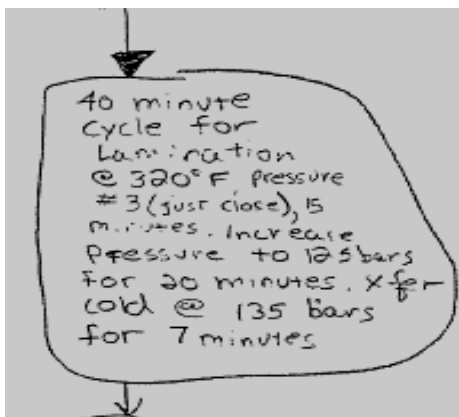 40 minute
cycle for
Lamination
@ 320°F pressure
#3 (just close), 15
minutes. Increase
Pressure to 125 bars
for 20 minutes. Xfer
cold @ 135 bars
for 7 minutes